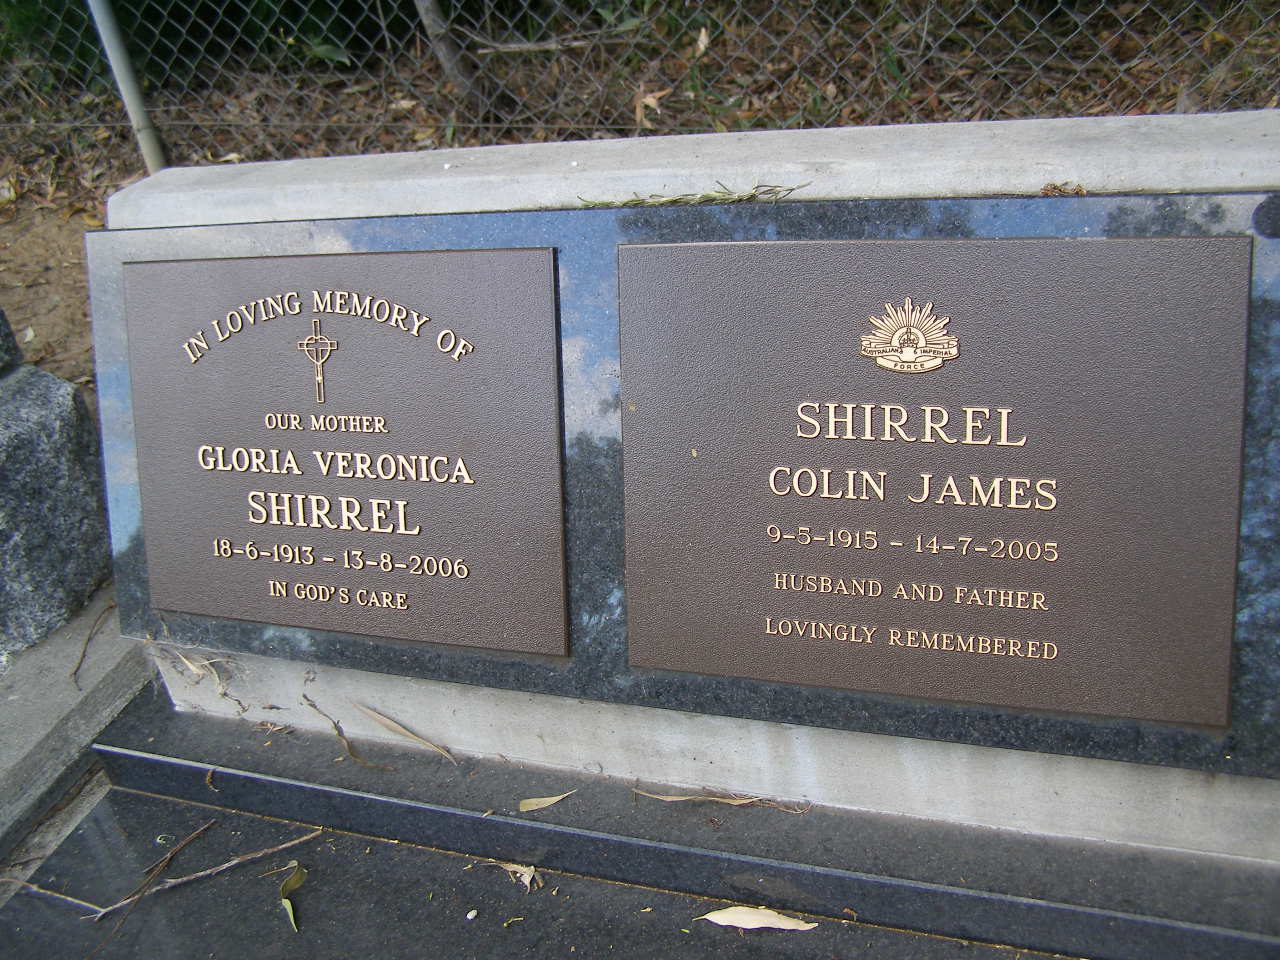 IN LOVING MEMORY OF
OUR MOTHER
GLORIA VERONICA
SHIRREL
18-6-1913 - 13-8-2006
IN GOD'S CARE
AUSTRALIAN IMPERIAL
FORCE
SHIRREL
COLIN JAMES
9-5-1915 - 14-7-2005
HUSBAND AND FATHER
LOVINGLY REMEMBERED